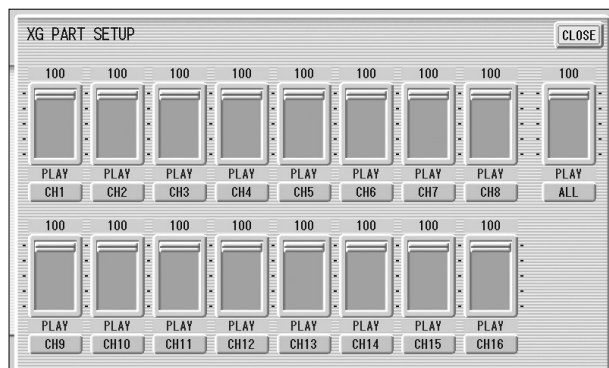 XG PART SETUP CLOSE
100 100 100 100 100 100 100 100 100
PLAY PLAY PLAY PLAY PLAY PLAY PLAY PLAY PLAY
CH1 CH2 CH3 CH4 CH5 CH6 CH7 CH8 ALL
100 100 100 100 100 100 100 100
PLAY PLAY PLAY PLAY PLAY PLAY PLAY PLAY
CH9 CH10 CH11 CH12 CH13 CH14 CH15 CH16